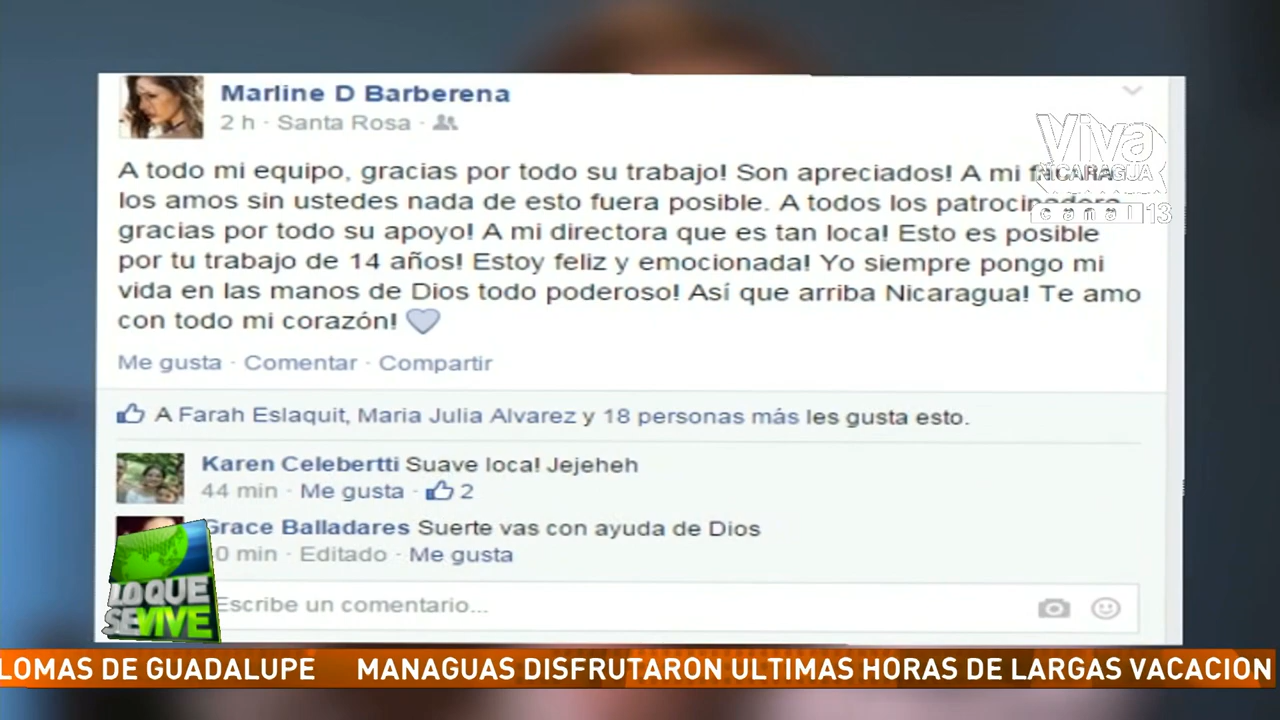 Marline D Barberena
2 h · Santa Rosa ·
Viva
NICARAGUA
canal 13
A todo mi equipo, gracias por todo su trabajo! Son apreciados! A mi
los amos sin ustedes nada de esto fuera posible. A todos los patrocinadora
gracias por todo su apoyo! A mi directora que es tan loca! Esto es posible
por tu trabajo de 14 años! Estoy feliz y emocionada! Yo siempre pongo mi
vida en las manos de Dios todo poderoso! Así que arriba Nicaragua! Te amo
con todo mi corazón!
Me gusta · Comentar · Compartir
A Farah Eslaquit, Maria Julia Alvarez y 18 personas más les gusta esto.
Karen Celebertti Suave loca! Jejeheh
44 min · Me gusta · 2
Grace Balladares Suerte vas con ayuda de Dios
0 min · Editado · Me gusta
Escribe un comentario...
LO QUE
SE VIVE
LOMAS DE GUADALUPE MANAGUAS DISFRUTARON ULTIMAS HORAS DE LARGAS VACACION